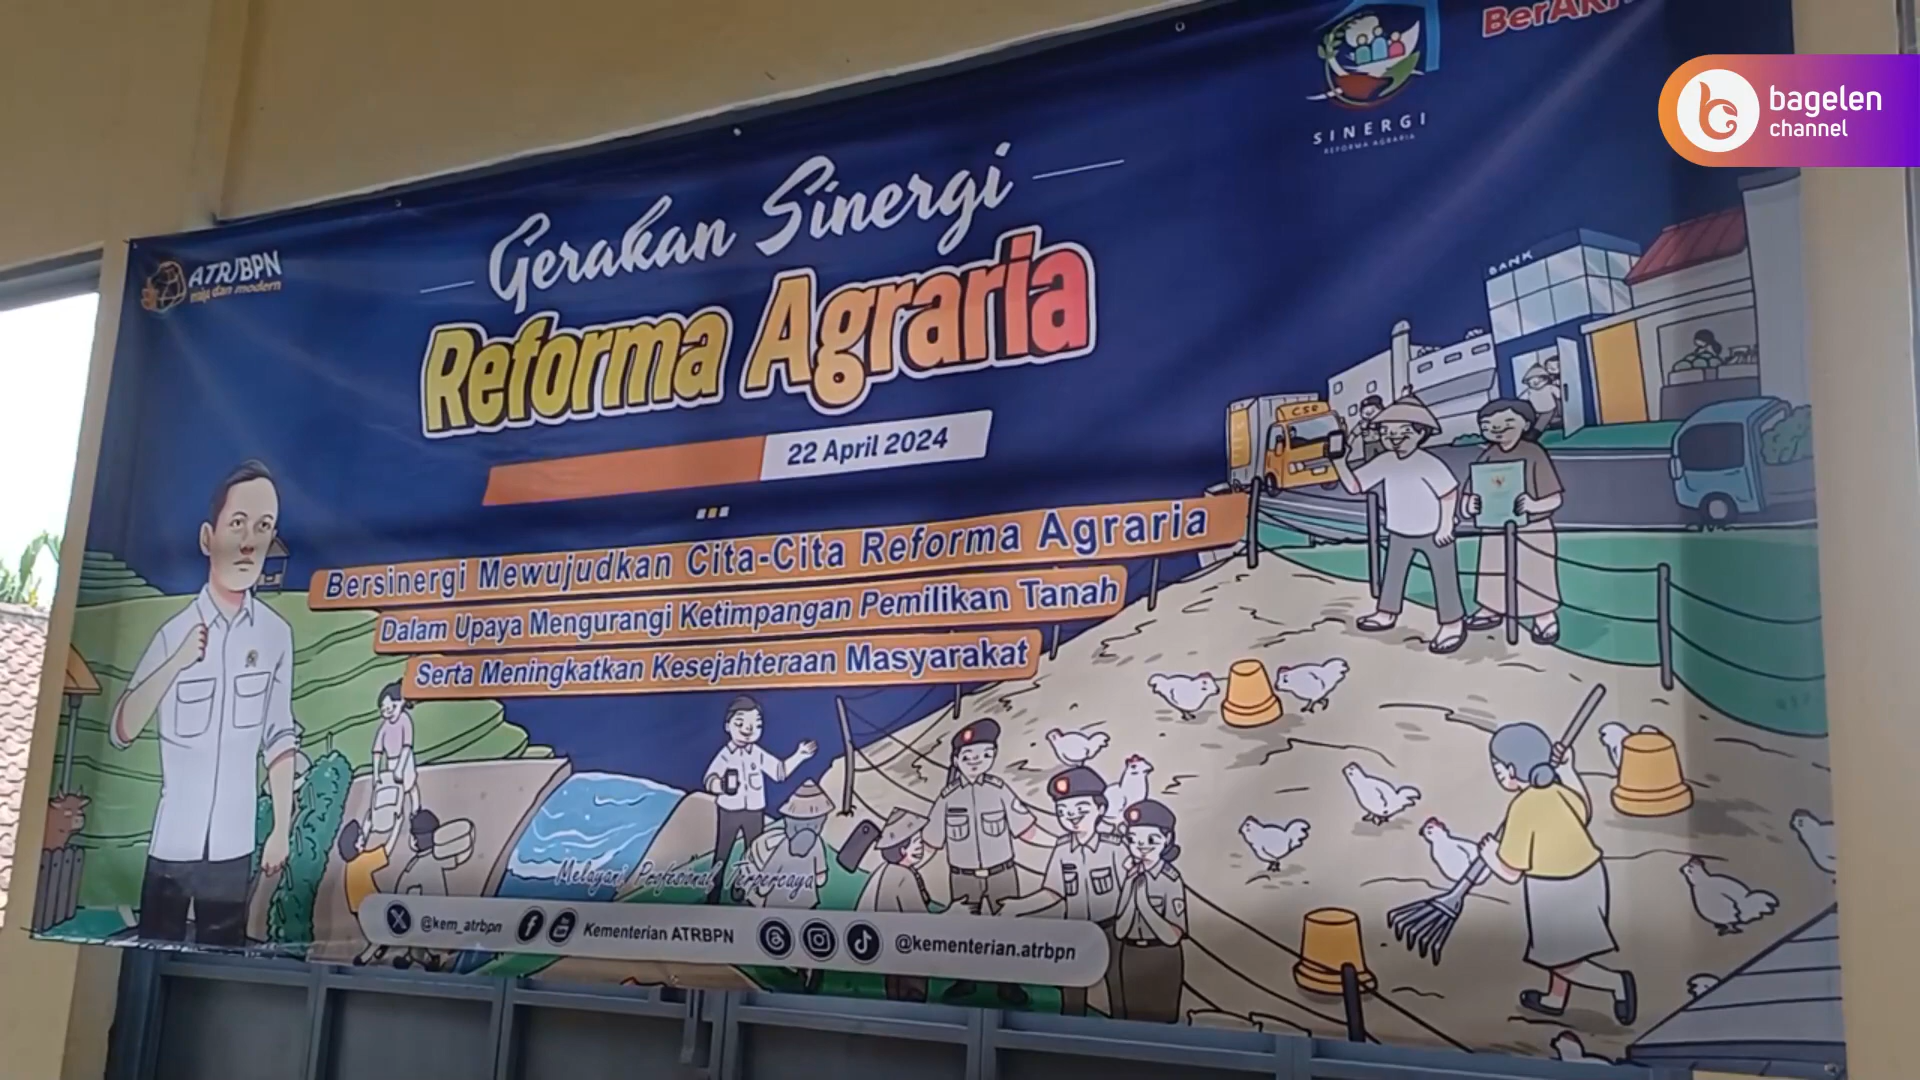 BerAKH
bagelen
channel
SINERGI
REFORMA AGRARIA
ATR/BPN
maju dan modern
Gerakan Sinergi
Reforma Agraria
22 April 2024
BANK
CSR
Bersinergi Mewujudkan Cita-Cita Reforma Agraria
Dalam Upaya Mengurangi Ketimpangan Pemilikan Tanah
Serta Meningkatkan Kesejahteraan Masyarakat
Melayani Profesional Terpercaya
@kem_atrbpn Kementerian ATRBPN @kementerian.atrbpn